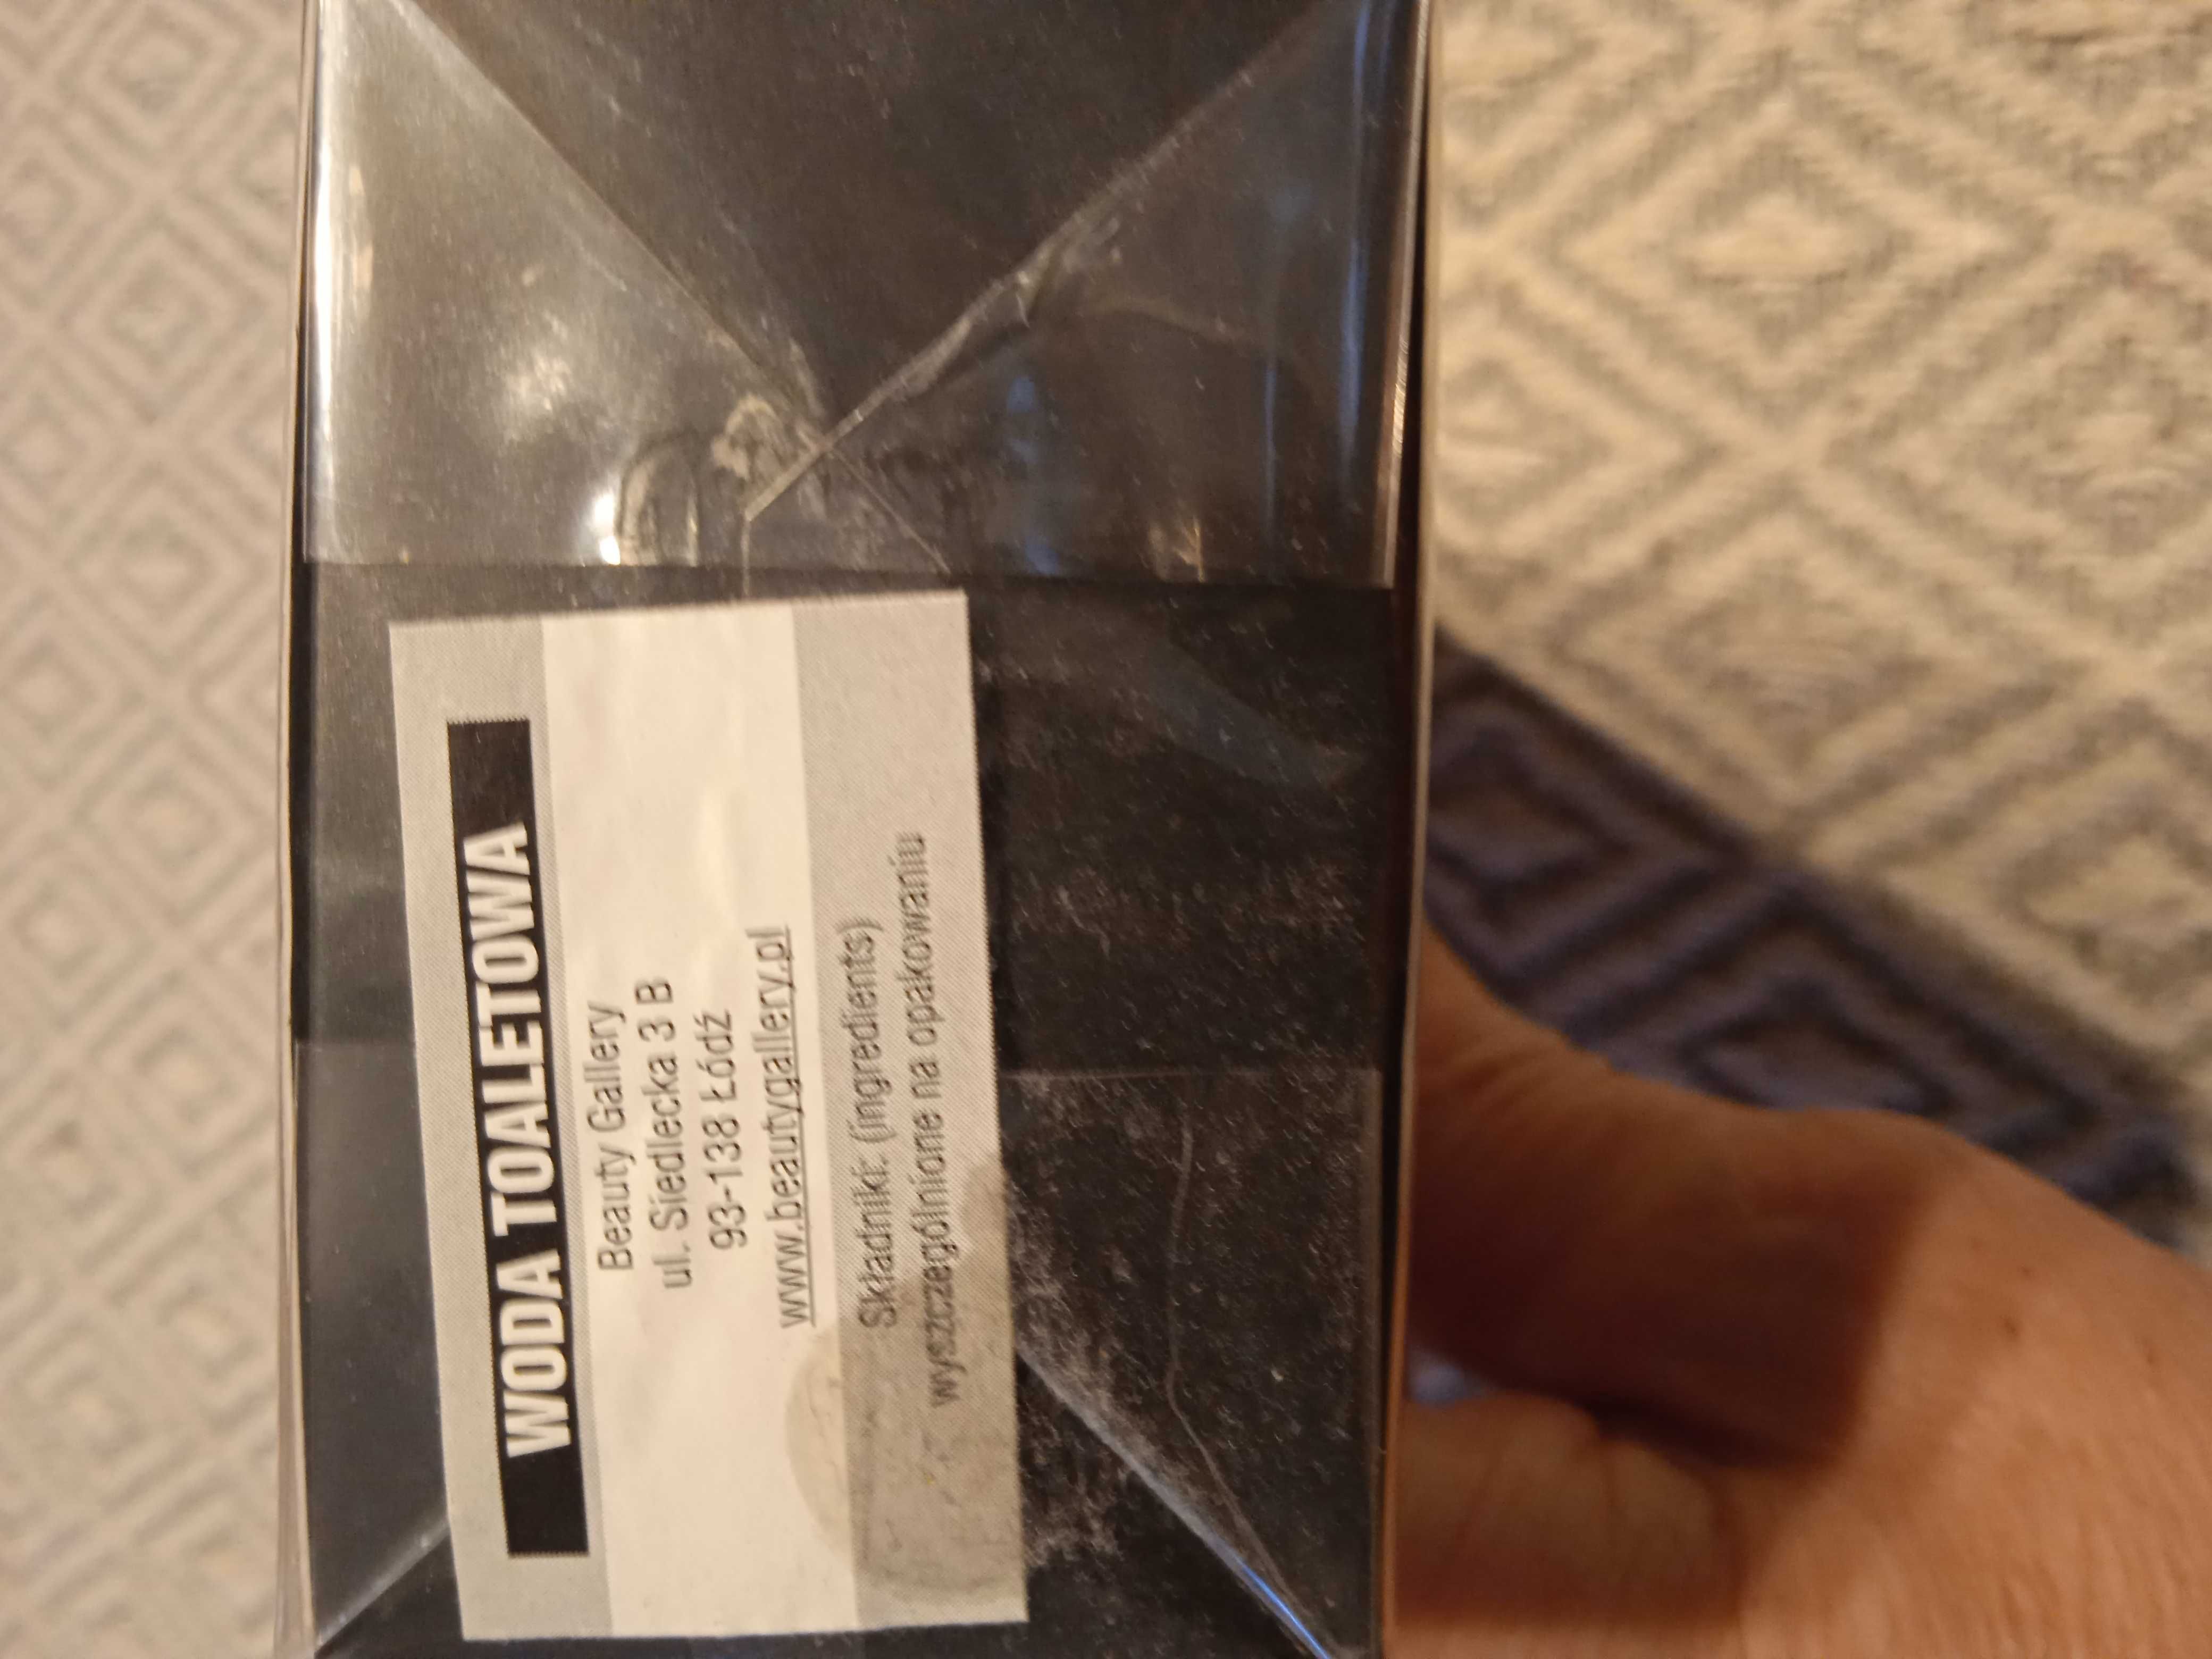 WODA TOALETOWA
Beauty Gallery
ul. Siedlecka 3 B
93-138 Łódź
www.beautygallery.pl
Składniki: (ingredients)
wyszczególnione na opakowaniu